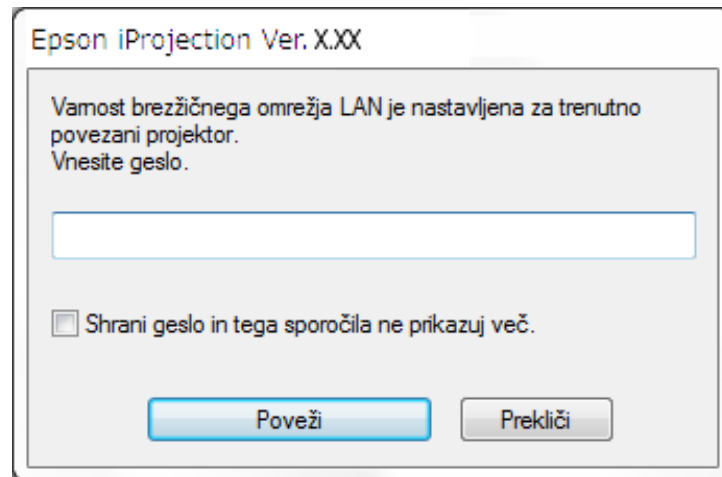 Epson iProjection Ver. X.XX
Varnost brezžičnega omrežja LAN je nastavljena za trenutno
povezani projektor.
Vnesite geslo.
Shrani geslo in tega sporočila ne prikazuj več.
Poveži
Prekliči